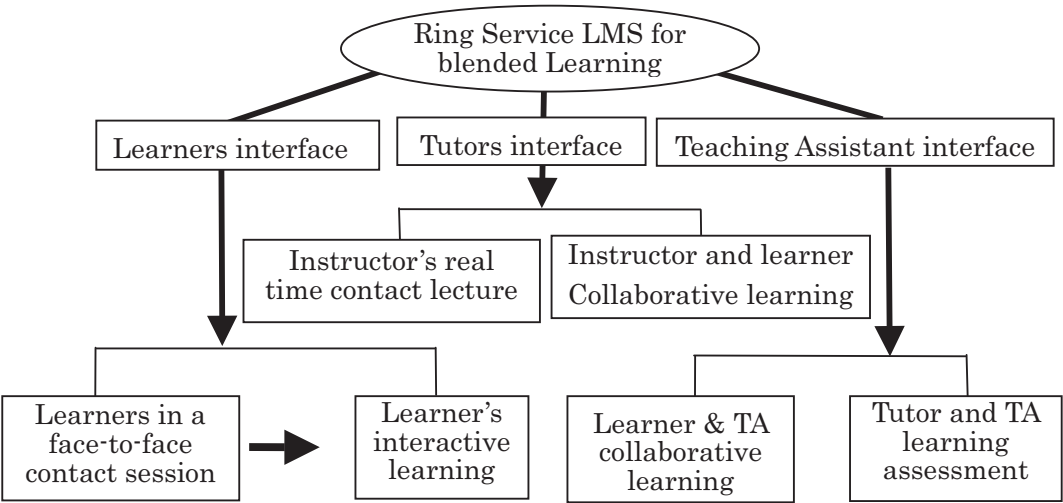 Ring Service LMS for
blended Learning
Learners interface
Tutors interface
Teaching Assistant interface
Instructor's real
time contact lecture
Instructor and learner
Collaborative learning
Learners in a
face-to-face
contact session
Learner's
interactive
learning
Learner & TA
collaborative
learning
Tutor and TA
learning
assessment